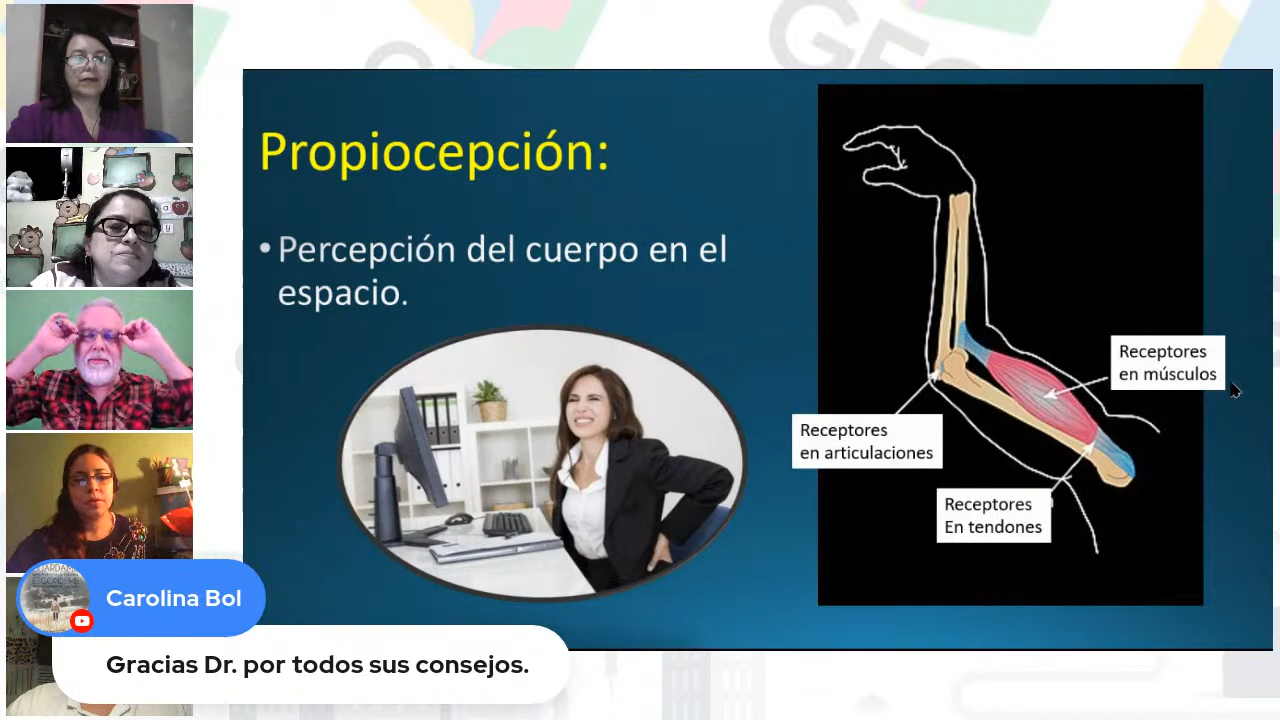 Propiocepción:
• Percepción del cuerpo en el
espacio.
Receptores
en músculos
Receptores
en articulaciones
Receptores
En tendones
Carolina Bol
Gracias Dr. por todos sus consejos.